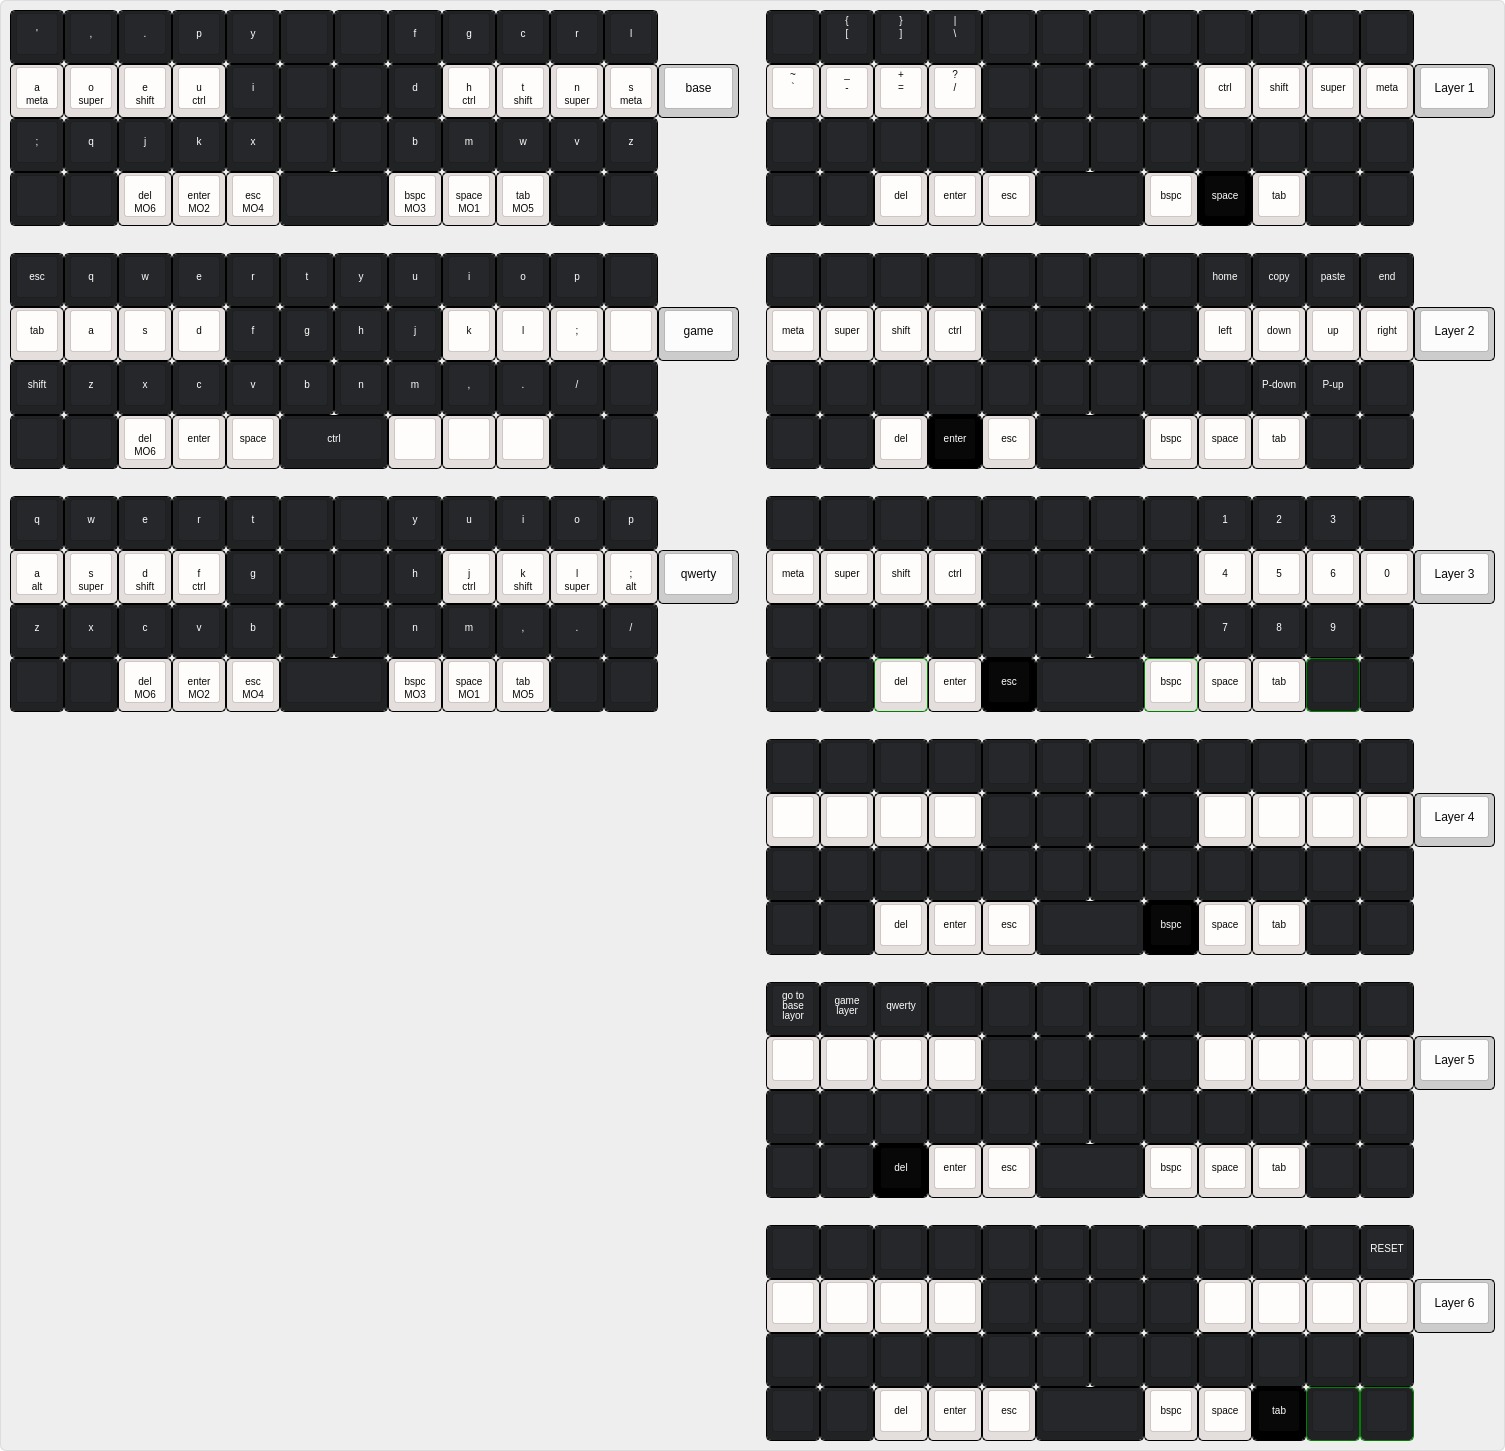 ' , . p y f g c r l
a o e u i d h t n s base
meta super shift ctrl ctrl shift super meta
; q j k x b m w v z
del enter esc bspc space tab
MO6 MO2 MO4 MO3 MO1 MO5
{ } |
[ ] \
~ _ + ?
` - = / ctrl shift super meta Layer 1
del enter esc bspc space tab
esc q w e r t y u i o p
tab a s d f g h j k l ; game
shift z x c v b n m , . /
del enter space ctrl
MO6
home copy paste end
meta super shift ctrl left down up right Layer 2
P-down P-up
del enter esc bspc space tab
q w e r t y u i o p
a s d f g h j k l ; qwerty
alt super shift ctrl ctrl shift super alt
z x c v b n m , . /
del enter esc bspc space tab
MO6 MO2 MO4 MO3 MO1 MO5
1 2 3
meta super shift ctrl 4 5 6 0 Layer 3
7 8 9
del enter esc bspc space tab
Layer 4
del enter esc bspc space tab
go to game qwerty
base layer
layor
Layer 5
del enter esc bspc space tab
RESET
Layer 6
del enter esc bspc space tab